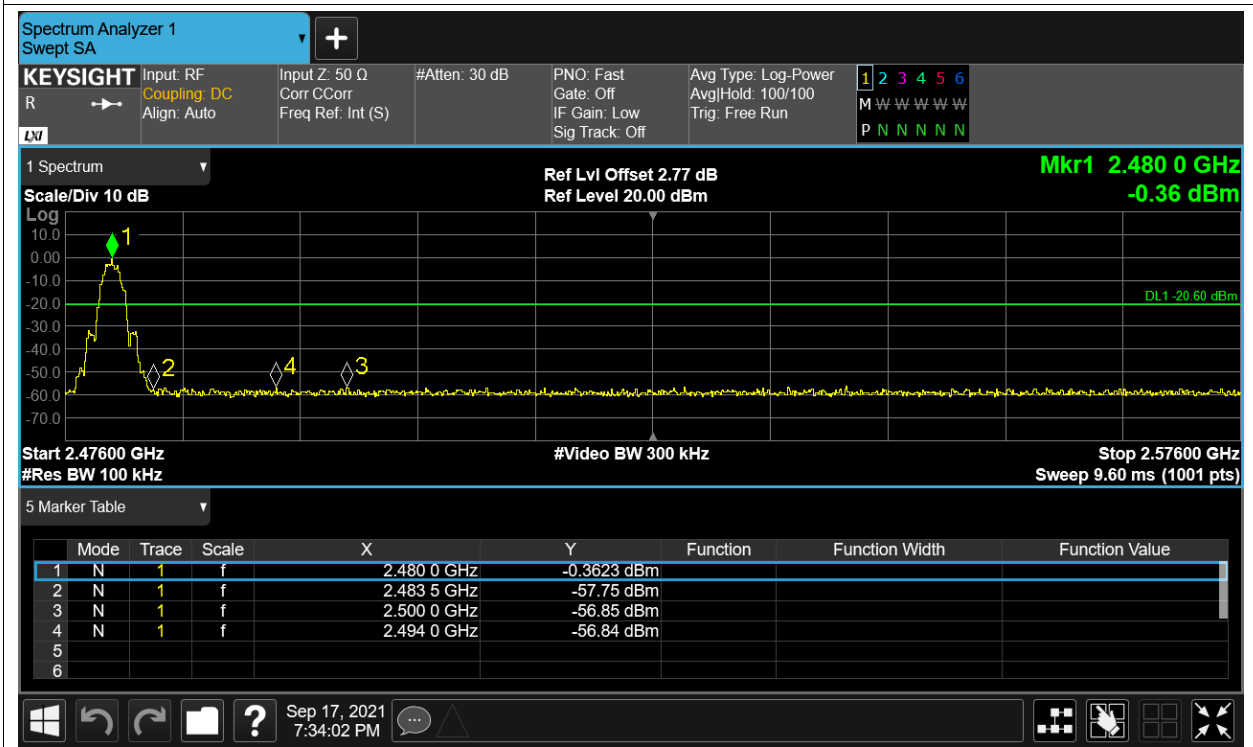 Spectrum Analyzer 1
Swept SA
KEYSIGHT Input: RF Input Z: 50 Ω #Atten: 30 dB PNO: Fast Avg Type: Log-Power 1 2 3 4 5 6
R Coupling: DC Corr CCorr Gate: Off Avg|Hold: 100/100 M W W W W W
Align: Auto Freq Ref: Int (S) IF Gain: Low Trig: Free Run
LXI Sig Track: Off P N N N N N
1 Spectrum Ref Lvl Offset 2.77 dB Mkr1 2.480 0 GHz
Scale/Div 10 dB Ref Level 20.00 dBm -0.36 dBm
Log
10.0
0.00
-10.0
-20.0
-30.0
-40.0
-50.0
-60.0
-70.0
1
DL1 -20.60 dBm
2 4 3
Start 2.47600 GHz #Video BW 300 kHz Stop 2.57600 GHz
#Res BW 100 kHz Sweep 9.60 ms (1001 pts)
5 Marker Table
Mode Trace Scale X Y Function Function Width Function Value
1 N 1 f 2.480 0 GHz -0.3623 dBm
2 N 1 f 2.483 5 GHz -57.75 dBm
3 N 1 f 2.500 0 GHz -56.85 dBm
4 N 1 f 2.494 0 GHz -56.84 dBm
5
6
? Sep 17, 2021
7:34:02 PM